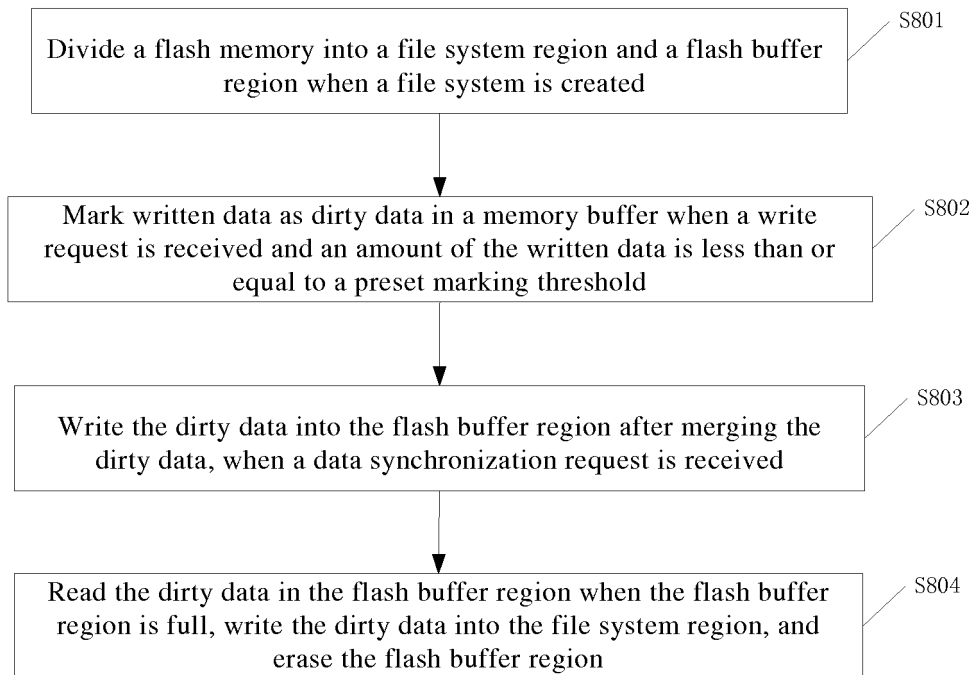 S801
Divide a flash memory into a file system region and a flash buffer
region when a file system is created
S802
Mark written data as dirty data in a memory buffer when a write
request is received and an amount of the written data is less than or
equal to a preset marking threshold
S803
Write the dirty data into the flash buffer region after merging the
dirty data, when a data synchronization request is received
S804
Read the dirty data in the flash buffer region when the flash buffer
region is full, write the dirty data into the file system region, and
erase the flash buffer region